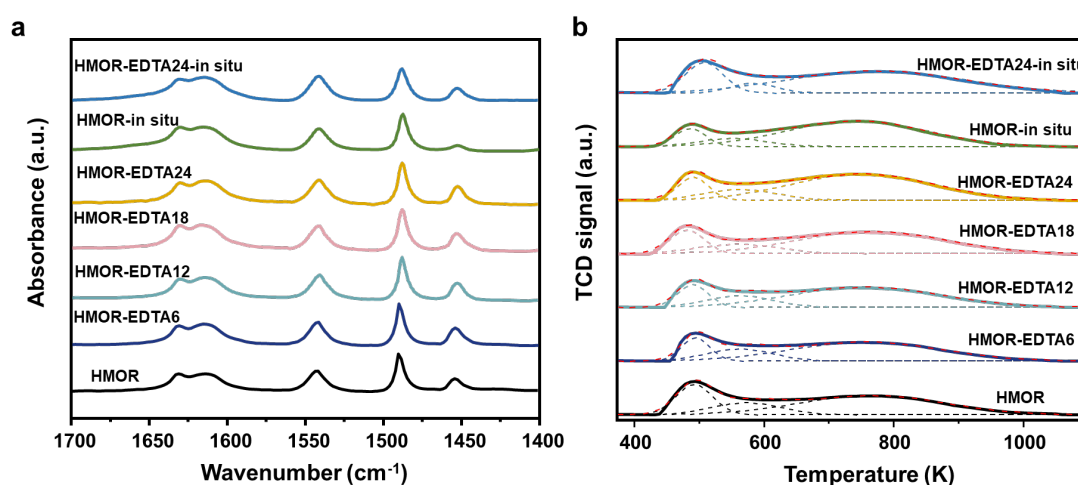 a
Absorbance (a.u.)
HMOR-EDTA24-in situ
HMOR-in situ
HMOR-EDTA24
HMOR-EDTA18
HMOR-EDTA12
HMOR-EDTA6
HMOR
1700 1650 1600 1550 1500 1450 1400
Wavenumber (cm⁻¹)
b
TCD signal (a.u.)
HMOR-EDTA24-in situ
HMOR-in situ
HMOR-EDTA24
HMOR-EDTA18
HMOR-EDTA12
HMOR-EDTA6
HMOR
400 600 800 1000
Temperature (K)